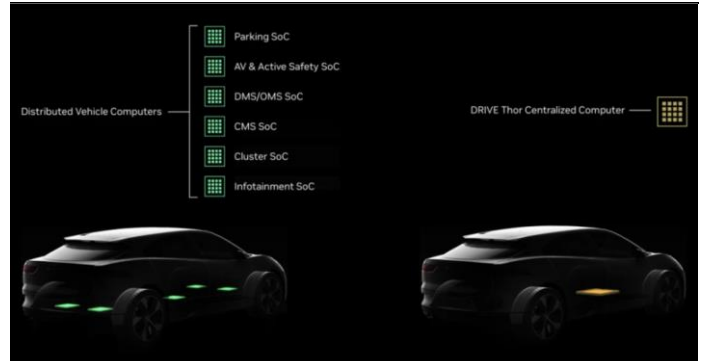 Distributed Vehicle Computers
Parking SoC
AV & Active Safety SoC
DMS/OMS SoC
CMS SoC
Cluster SoC
Infotainment SoC
DRIVE Thor Centralized Computer